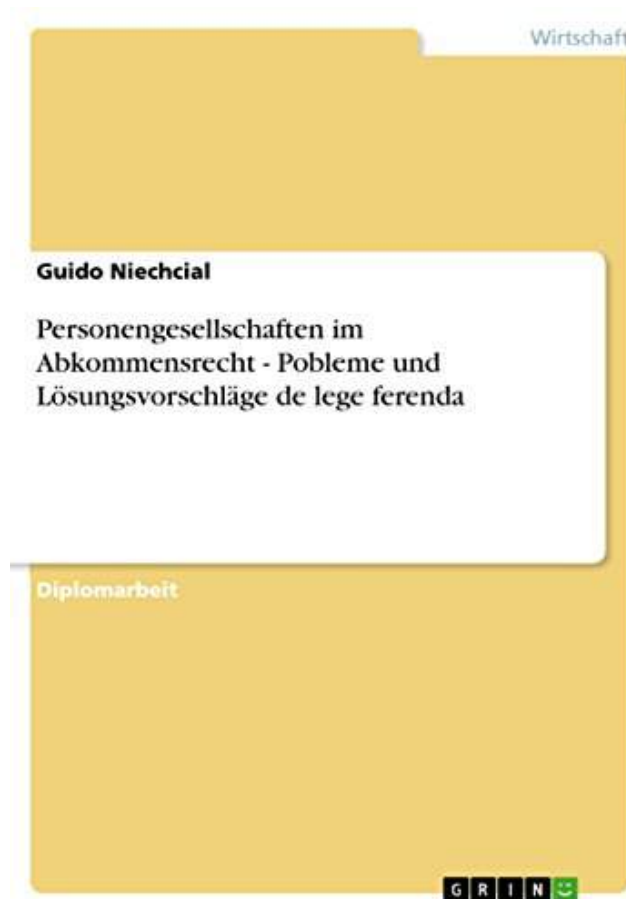 Wirtschaft
Guido Niechcial
Personengesellschaften im
Abkommensrecht - Pobleme und
Lösungsvorschläge de lege ferenda
Diplomarbeit
GRIN